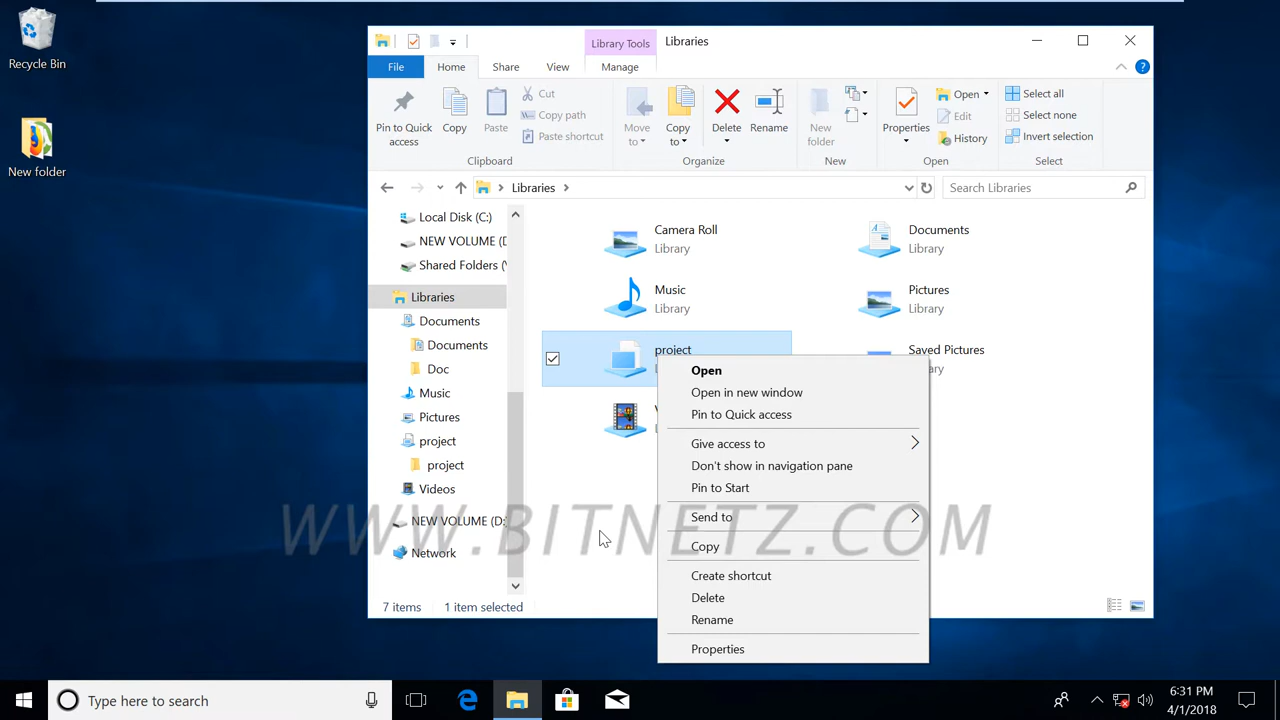 Recycle Bin
New folder
Library Tools
Libraries
File
Home
Share
View
Manage
Pin to Quick access
Copy
Paste
Cut
Copy path
Paste shortcut
Clipboard
Move to
Copy to
Delete
Rename
Organize
New folder
New
Properties
Open
Edit
History
Open
Select all
Select none
Invert selection
Select
Libraries
Search Libraries
Local Disk (C:)
NEW VOLUME (D
Shared Folders (\
Libraries
Documents
Documents
Doc
Music
Pictures
project
project
Videos
NEW VOLUME (D:
Network
Camera Roll
Library
Documents
Library
Music
Library
Pictures
Library
project
Saved Pictures
Open
Open in new window
Pin to Quick access
Give access to
Don't show in navigation pane
Pin to Start
Send to
Copy
Create shortcut
Delete
Rename
Properties
WWW.BITNETZ.COM
7 items
1 item selected
Type here to search
6:31 PM
4/1/2018